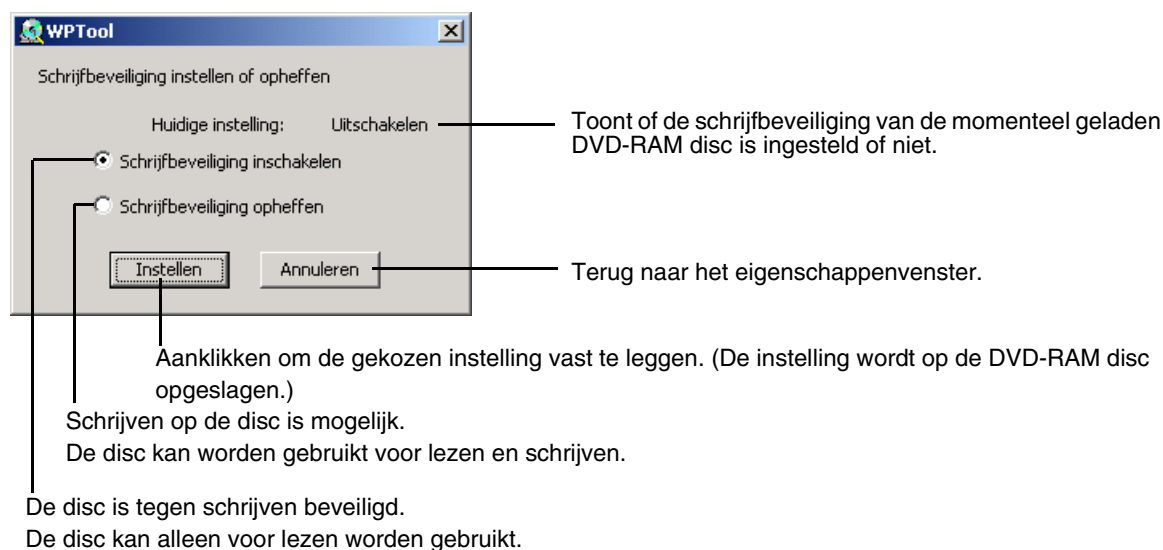 WPTool
Schrijfbeveiliging instellen of opheffen
Huidige instelling: Uitschakelen
Schrijfbeveiliging inschakelen
Schrijfbeveiliging opheffen
Instellen Annuleren
Toont of de schrijfbeveiliging van de momenteel geladen
DVD-RAM disc is ingesteld of niet.
Terug naar het eigenschappenvenster.
Aanklikken om de gekozen instelling vast te leggen. (De instelling wordt op de DVD-RAM disc
opgeslagen.)
Schrijven op de disc is mogelijk.
De disc kan worden gebruikt voor lezen en schrijven.
De disc is tegen schrijven beveiligd.
De disc kan alleen voor lezen worden gebruikt.